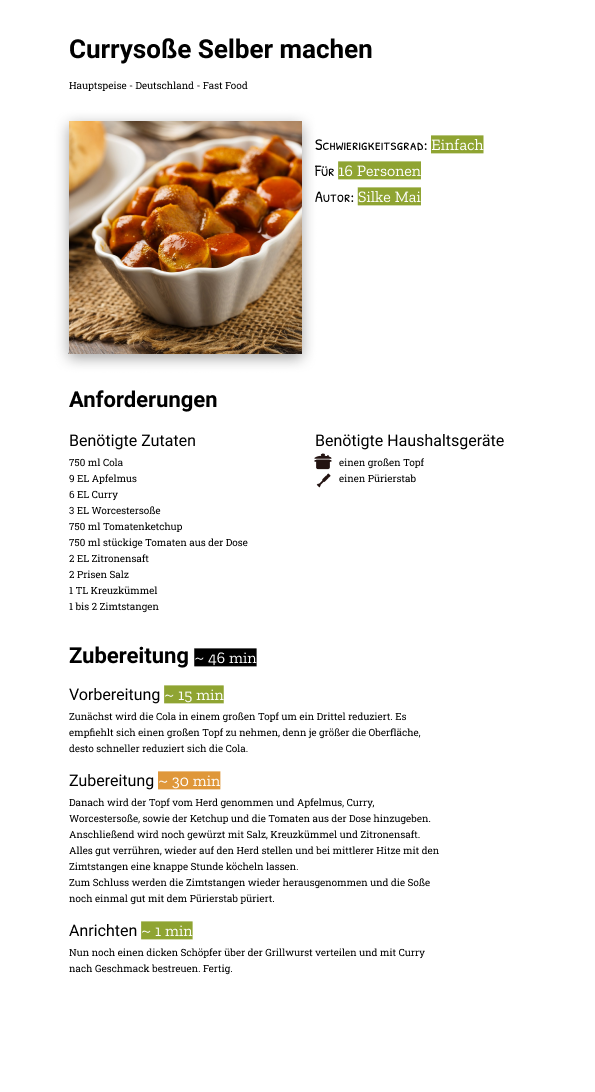 Currysoße Selber machen
Hauptspeise - Deutschland - Fast Food
Schwierigkeitsgrad: Einfach
Für 16 Personen
Autor: Silke Mai
Anforderungen
Benötigte Zutaten
750 ml Cola
9 EL Apfelmus
6 EL Curry
3 EL Worcestersoße
750 ml Tomatenketchup
750 ml stückige Tomaten aus der Dose
2 EL Zitronensaft
2 Prisen Salz
1 TL Kreuzkümmel
1 bis 2 Zimtstangen
Benötigte Haushaltsgeräte
einen großen Topf
einen Pürierstab
Zubereitung ~ 46 min
Vorbereitung ~ 15 min
Zunächst wird die Cola in einem großen Topf um ein Drittel reduziert. Es
empfiehlt sich einen großen Topf zu nehmen, denn je größer die Oberfläche,
desto schneller reduziert sich die Cola.
Zubereitung ~ 30 min
Danach wird der Topf vom Herd genommen und Apfelmus, Curry,
Worcestersoße, sowie der Ketchup und die Tomaten aus der Dose hinzugeben.
Anschließend wird noch gewürzt mit Salz, Kreuzkümmel und Zitronensaft.
Alles gut verrühren, wieder auf den Herd stellen und bei mittlerer Hitze mit den
Zimtstangen eine knappe Stunde köcheln lassen.
Zum Schluss werden die Zimtstangen wieder herausgenommen und die Soße
noch einmal gut mit dem Pürierstab püriert.
Anrichten ~ 1 min
Nun noch einen dicken Schöpfer über der Grillwurst verteilen und mit Curry
nach Geschmack bestreuen. Fertig.